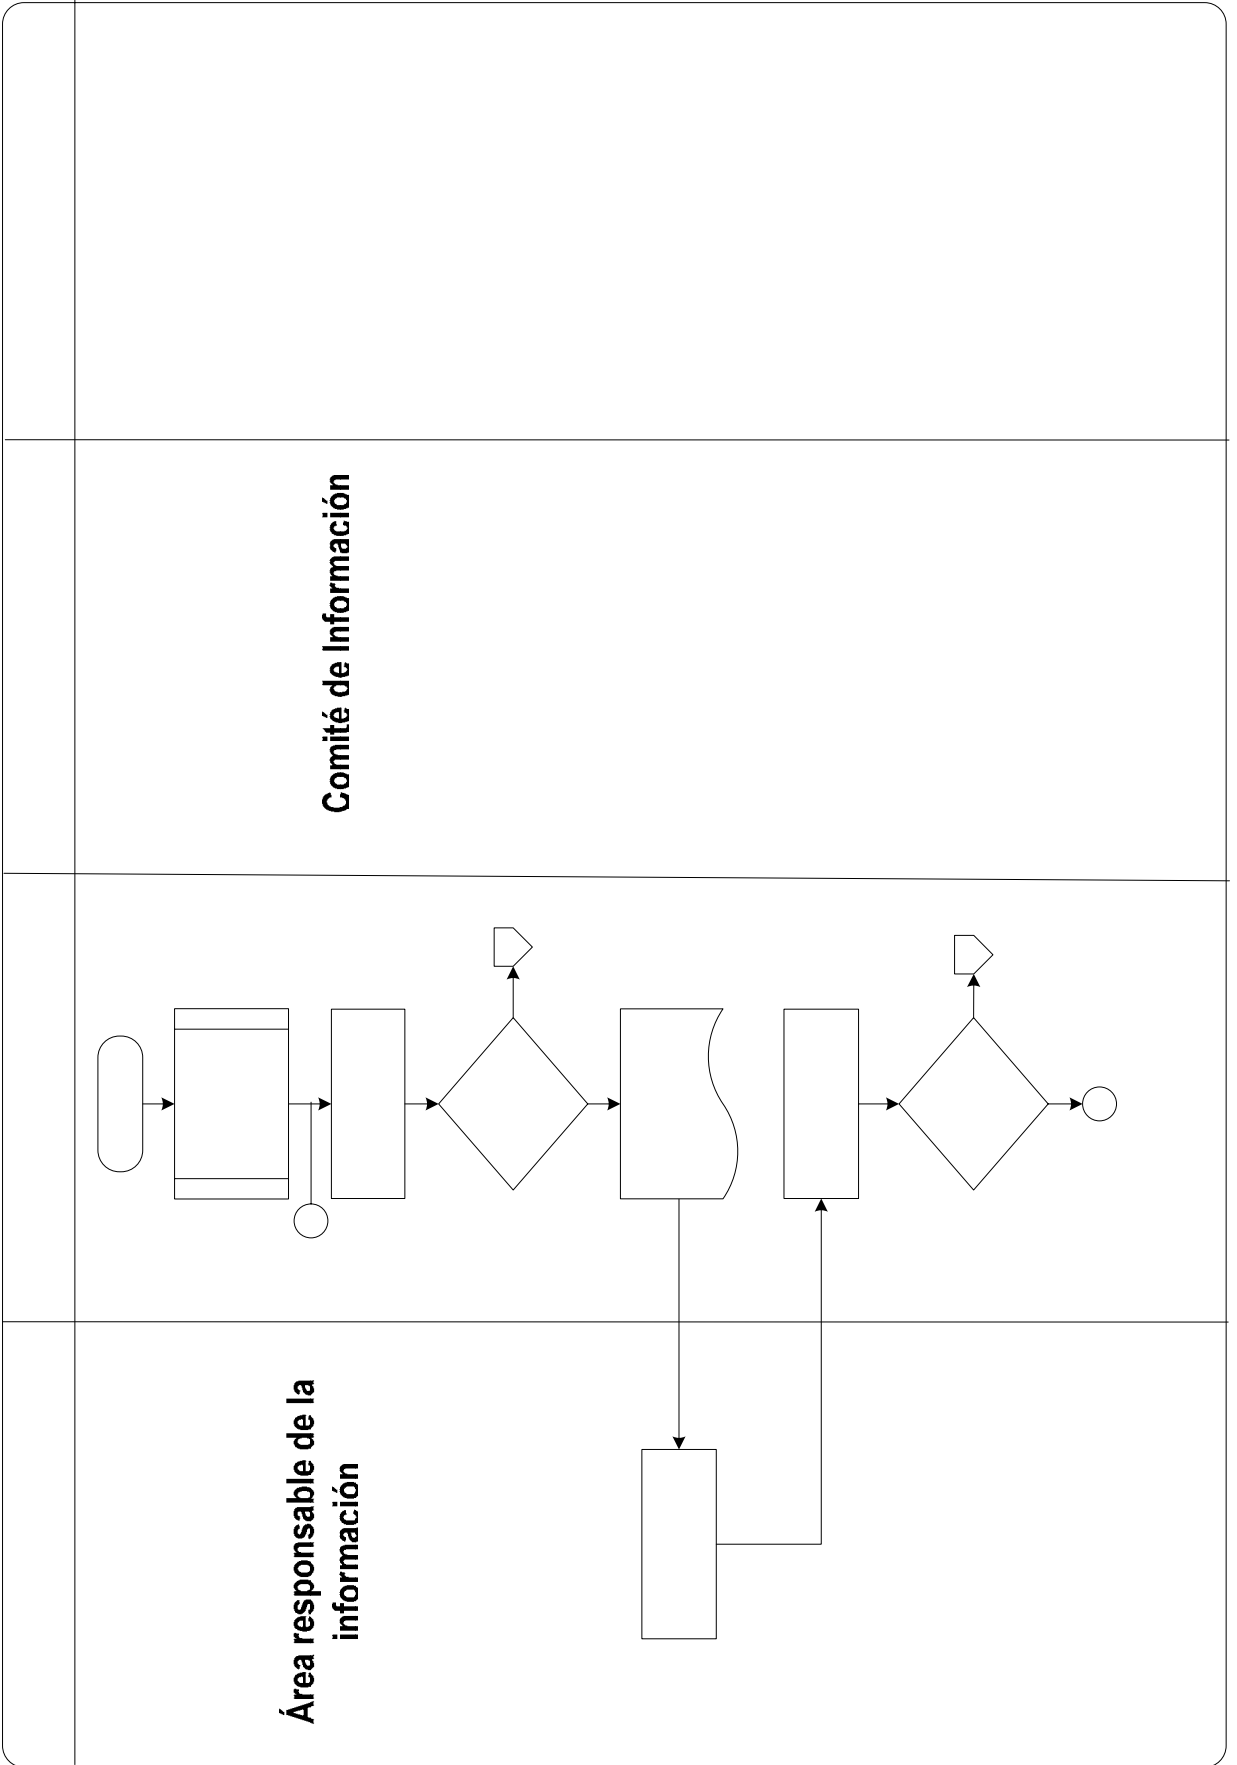 Área responsable de la
información
Comité de Información